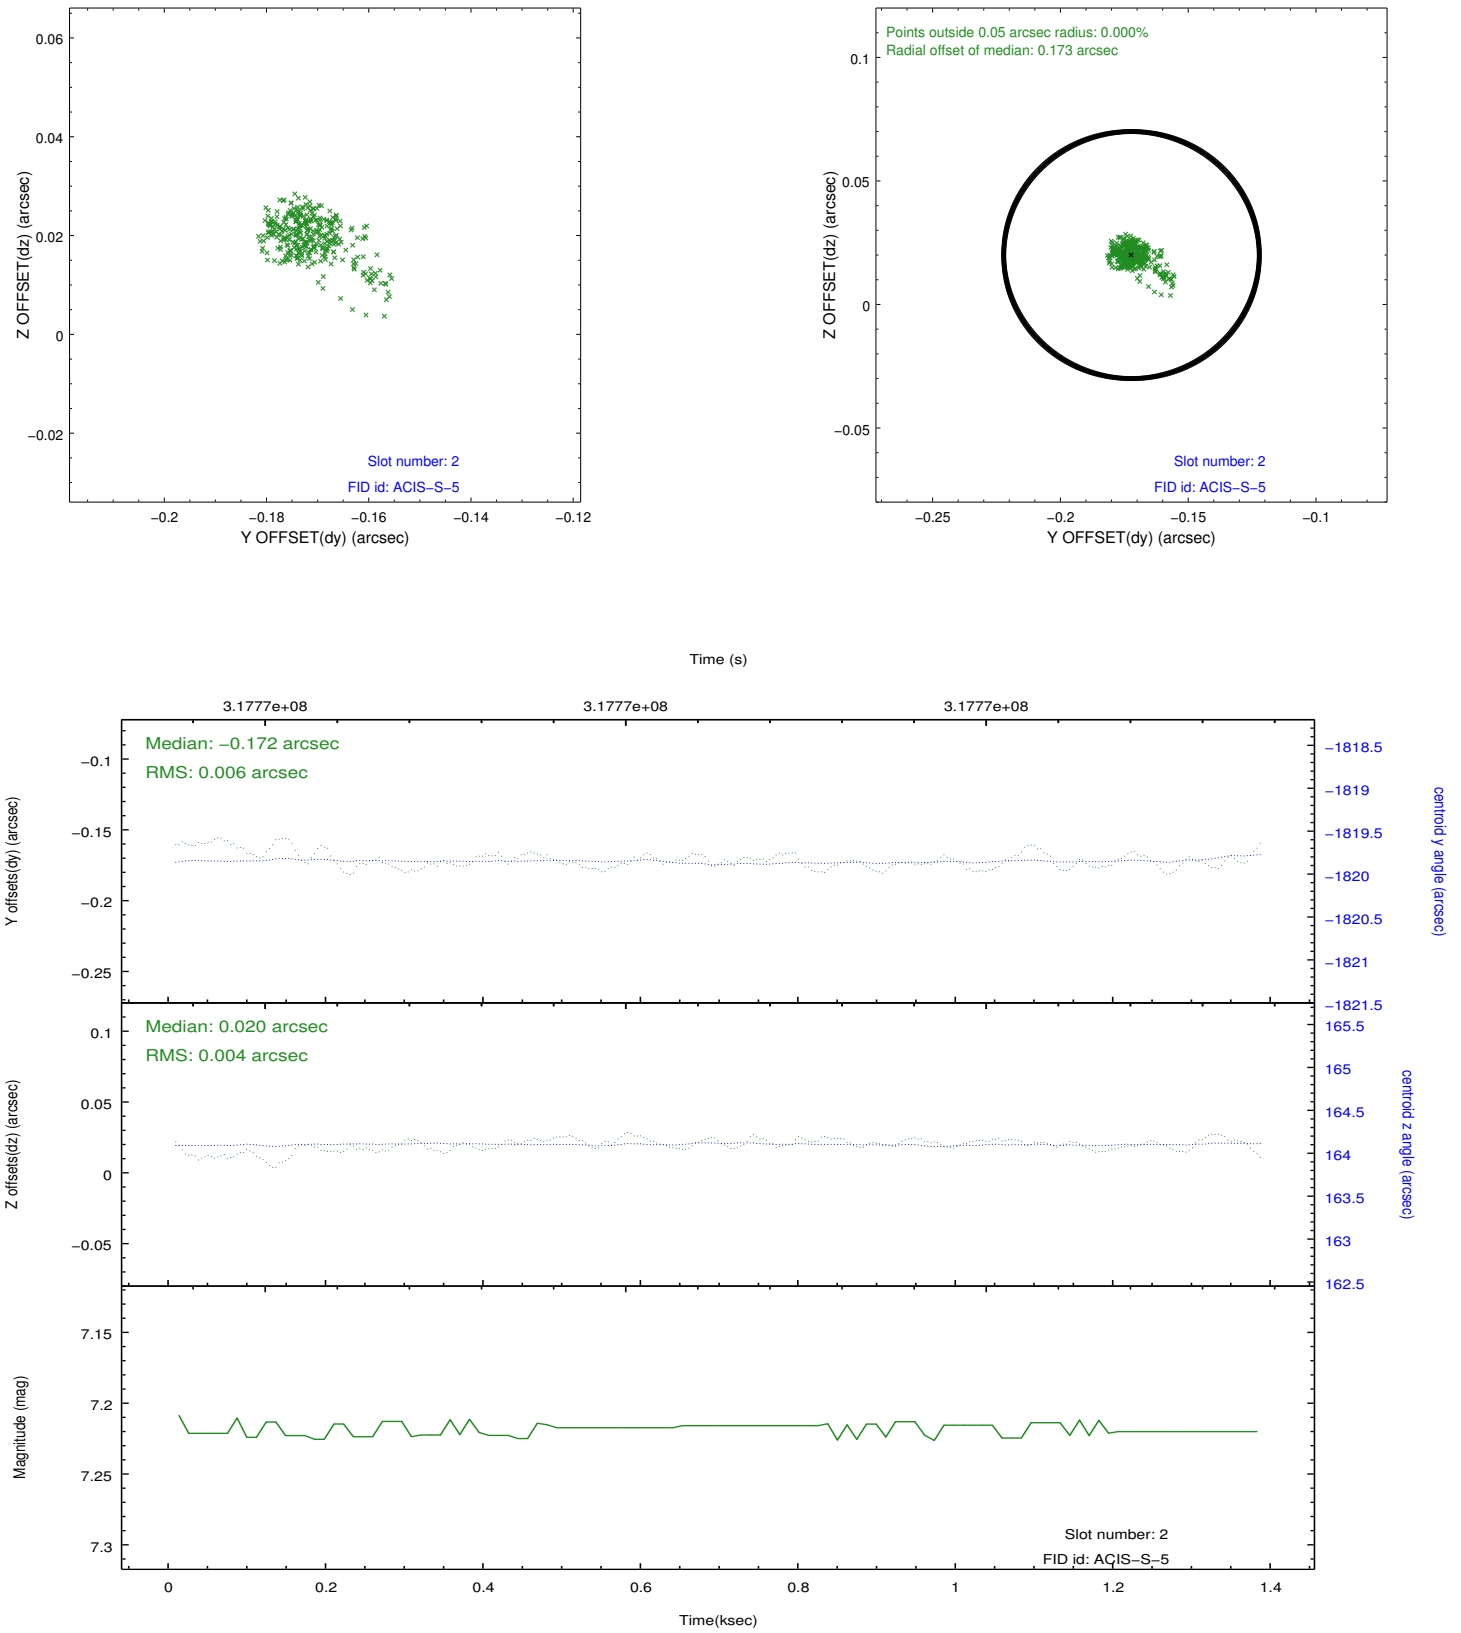 0.06
0.04
0.02
0
−0.02
Z OFFSET(dz) (arcsec)
Slot number: 2
FID id: ACIS−S−5
−0.2
−0.18
−0.16
−0.14
−0.12
Y OFFSET(dy) (arcsec)
Points outside 0.05 arcsec radius: 0.000%
Radial offset of median: 0.173 arcsec
0.1
0.05
0
−0.05
Z OFFSET(dz) (arcsec)
Slot number: 2
FID id: ACIS−S−5
−0.25
−0.2
−0.15
−0.1
Y OFFSET(dy) (arcsec)
Time (s)
3.1777e+08
3.1777e+08
3.1777e+08
Median: −0.172 arcsec
RMS: 0.006 arcsec
−0.1
−0.15
−0.2
−0.25
Y offsets(dy) (arcsec)
−1818.5
−1819
−1819.5
−1820
−1820.5
−1821
−1821.5
centroid y angle (arcsec)
Median: 0.020 arcsec
RMS: 0.004 arcsec
0.1
0.05
0
−0.05
Z offsets(dz) (arcsec)
165.5
165
164.5
164
163.5
163
162.5
centroid z angle (arcsec)
7.15
7.2
7.25
7.3
Magnitude (mag)
Slot number: 2
FID id: ACIS−S−5
0
0.2
0.4
0.6
0.8
1
1.2
1.4
Time(ksec)